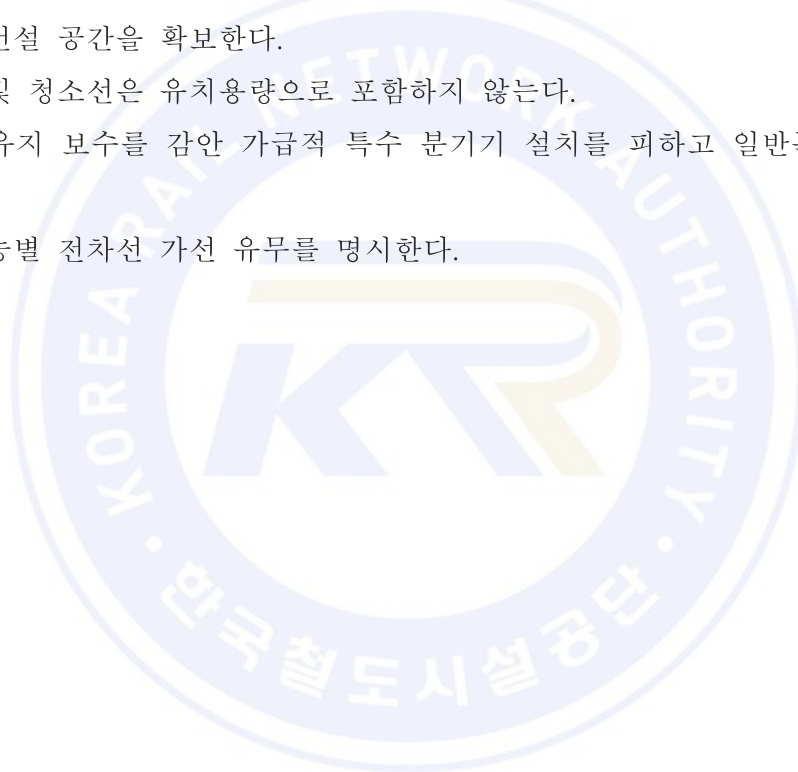 건설 공간을 확보한다.
및 청소선은 유치용량으로 포함하지 않는다.
유지 보수를 감안 가급적 특수 분기기 설치를 피하고 일반
별 전차선 가선 유무를 명시한다.
KOREA RAIL NETWORK AUTHORITY
KR
한국철도시설공단